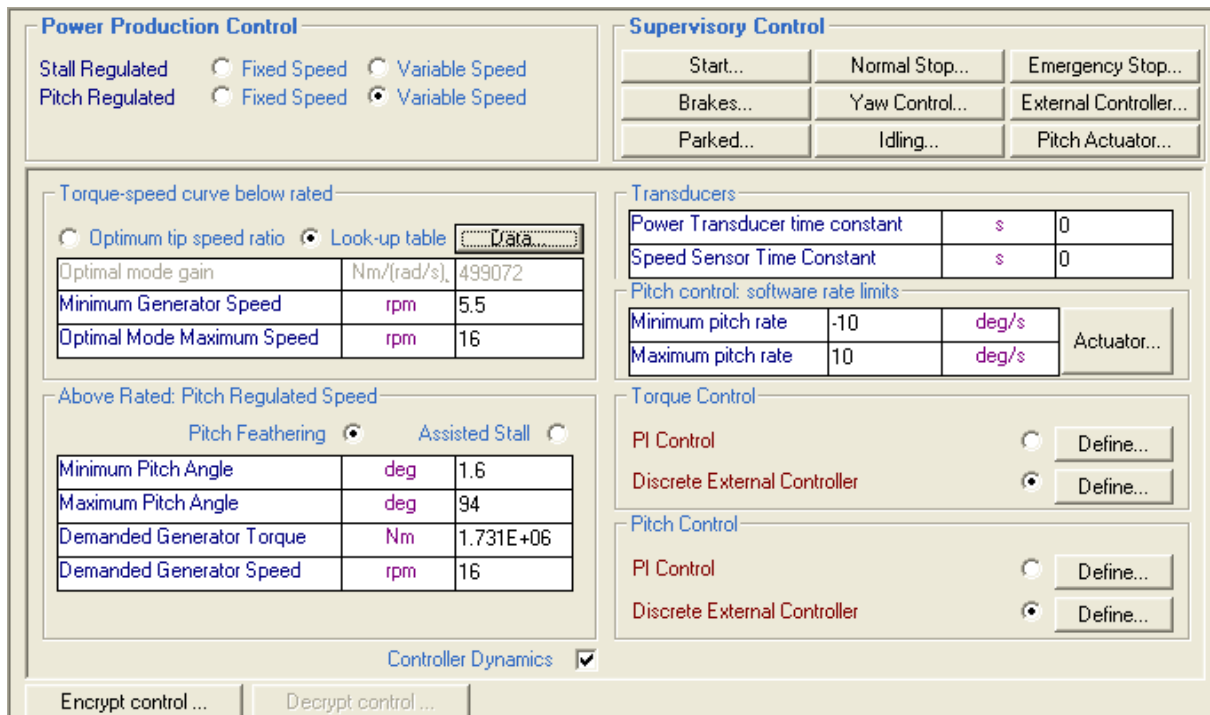 Power Production Control
Stall Regulated Fixed Speed Variable Speed
Pitch Regulated Fixed Speed Variable Speed
Supervisory Control
Start... Normal Stop... Emergency Stop...
Brakes... Yaw Control... External Controller...
Parked... Idling... Pitch Actuator...
Torque-speed curve below rated
Optimum tip speed ratio Look-up table Data...
Optimal mode gain Nm/(rad/s) 499072
Minimum Generator Speed rpm 5.5
Optimal Mode Maximum Speed rpm 16
Above Rated: Pitch Regulated Speed
Pitch Feathering Assisted Stall
Minimum Pitch Angle deg 1.6
Maximum Pitch Angle deg 94
Demanded Generator Torque Nm 1.731E+06
Demanded Generator Speed rpm 16
Transducers
Power Transducer time constant s 0
Speed Sensor Time Constant s 0
Pitch control: software rate limits
Minimum pitch rate -10 deg/s
Maximum pitch rate 10 deg/s
Actuator...
Torque Control
PI Control Define...
Discrete External Controller Define...
Pitch Control
PI Control Define...
Discrete External Controller Define...
Controller Dynamics
Encrypt control ... Decrypt control ...